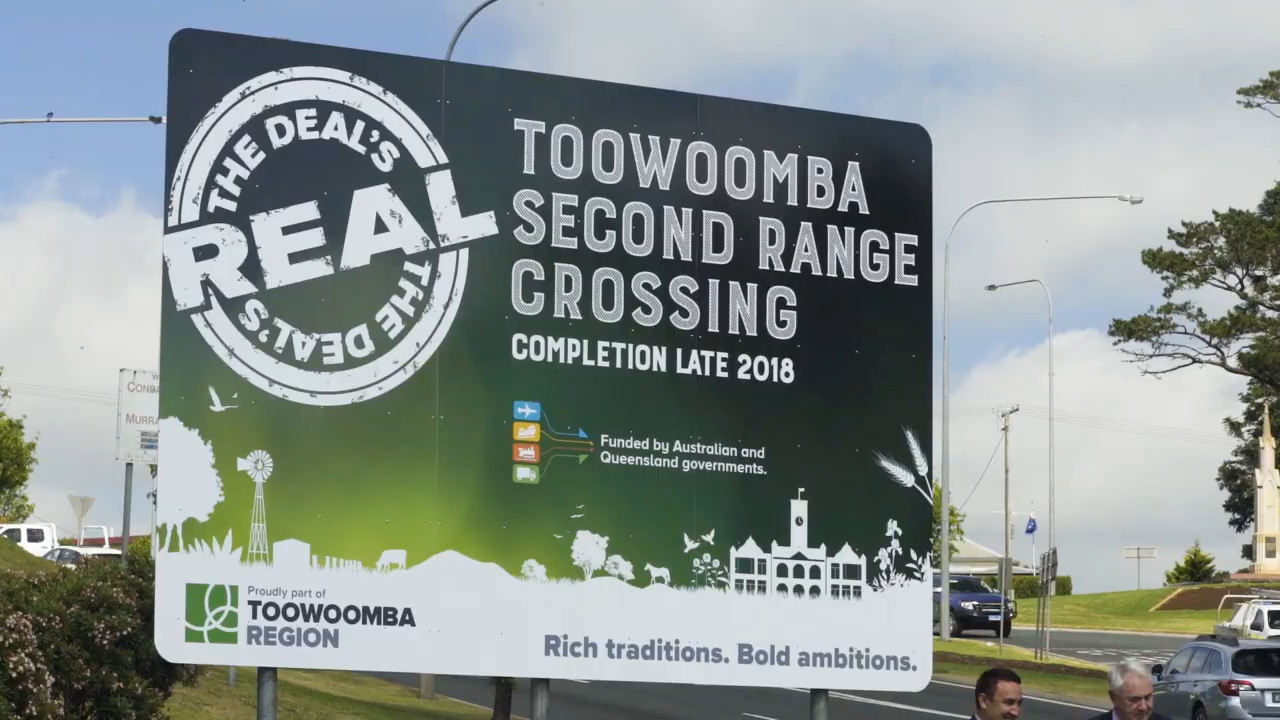 THE DEAL'S
REAL
THE DEAL'S
TOOWOOMBA
SECOND RANGE
CROSSING
COMPLETION LATE 2018
Funded by Australian and
Queensland governments.
Proudly part of
TOOWOOMBA
REGION
Rich traditions. Bold ambitions.